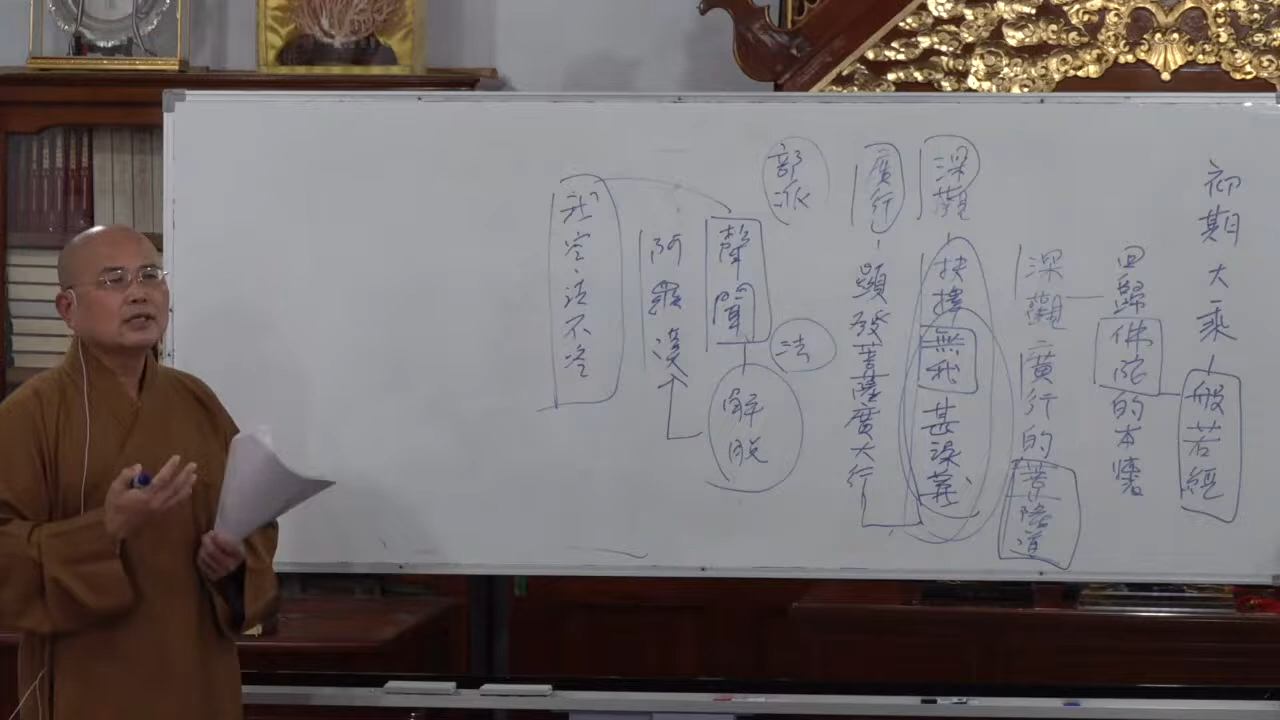 初期大乘－般若經
回歸佛陀的本懷
深觀廣行的菩薩道
深觀－抉擇無我甚深義
廣行－顯發菩薩廣大行
部派
法
聲聞
解脫
阿羅漢
我空法不空